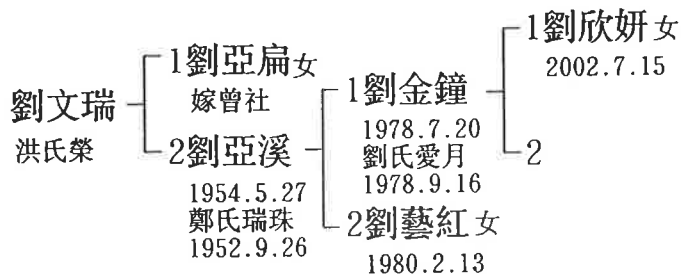 劉文瑞
洪氏榮
1劉亞扁女
嫁曾社
2劉亞溪
1954.5.27
鄭氏瑞珠
1952.9.26
1劉金鐘
1978.7.20
劉氏愛月
1978.9.16
2劉藝紅女
1980.2.13
1劉欣妍女
2002.7.15
2